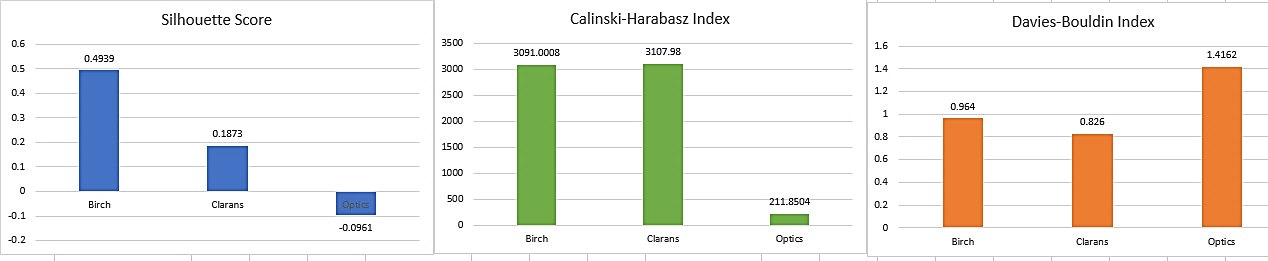 Silhouette Score
0.6
0.5
0.4
0.3
0.2
0.1
0
-0.1
-0.2
0.4939
0.1873
-0.0961
Birch
Clarans
Optics
Calinski-Harabasz Index
3500
3000
2500
2000
1500
1000
500
0
3091.0008
3107.98
211.8504
Birch
Clarans
Optics
Davies-Bouldin Index
1.6
1.4
1.2
1
0.8
0.6
0.4
0.2
0
0.964
0.826
1.4162
Birch
Clarans
Optics